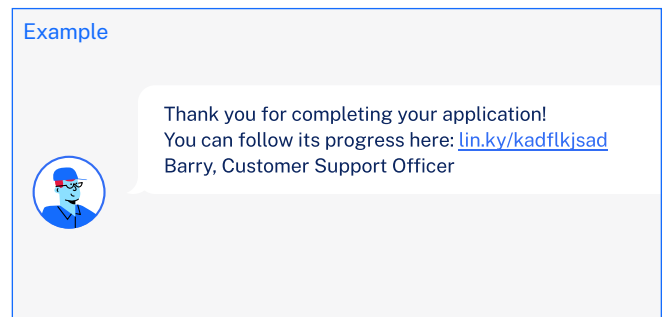 Example
Thank you for completing your application!
You can follow its progress here: lin.ky/kadflkjsad
Barry, Customer Support Officer